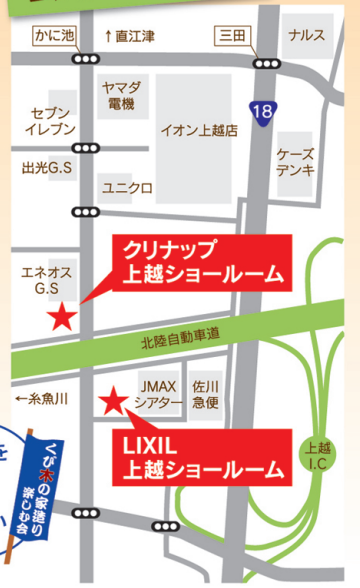 かに池
↑直江津
三田
ナルス
ヤマダ
電機
セブン
イレブン
イオン上越店
18
ケーズ
デンキ
出光G.S
ユニクロ
クリナップ
上越ショールーム
エネオス
G.S
北陸自動車道
←糸魚川
JMAX
シアター
佐川
急便
LIXIL
上越ショールーム
上越
I.C
を
くび木の家造り
楽しむ会